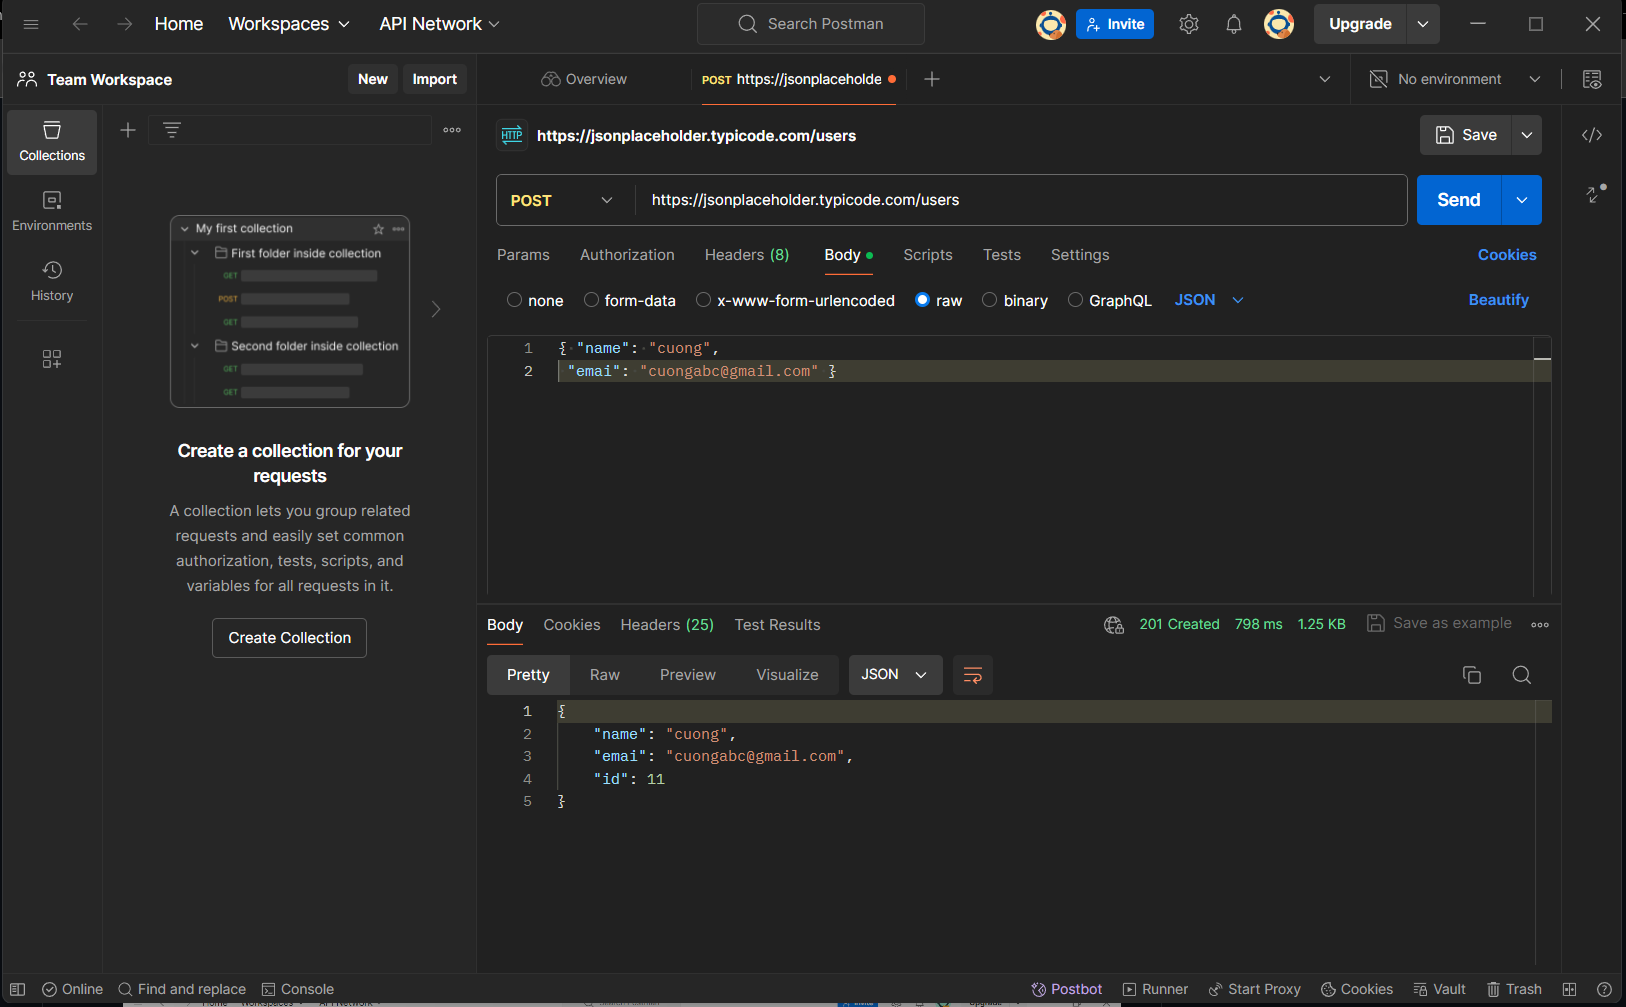 Home Workspaces API Network Search Postman Invite Upgrade
Team Workspace New Import Overview POST https://jsonplaceholde No environment
Collections
Environments
History
My first collection
First folder inside collection
GET
POST
GET
Second folder inside collection
GET
GET
Create a collection for your
requests
A collection lets you group related
requests and easily set common
authorization, tests, scripts, and
variables for all requests in it.
Create Collection
HTTP https://jsonplaceholder.typicode.com/users Save
POST https://jsonplaceholder.typicode.com/users Send
Params Authorization Headers (8) Body Scripts Tests Settings Cookies
none form-data x-www-form-urlencoded raw binary GraphQL JSON Beautify
1 { "name": "cuong",
2 "emai": "cuongabc@gmail.com" }
Body Cookies Headers (25) Test Results 201 Created 798 ms 1.25 KB Save as example
Pretty Raw Preview Visualize JSON
1 {
2 "name": "cuong",
3 "emai": "cuongabc@gmail.com",
4 "id": 11
5 }
Online Find and replace Console Postbot Runner Start Proxy Cookies Vault Trash